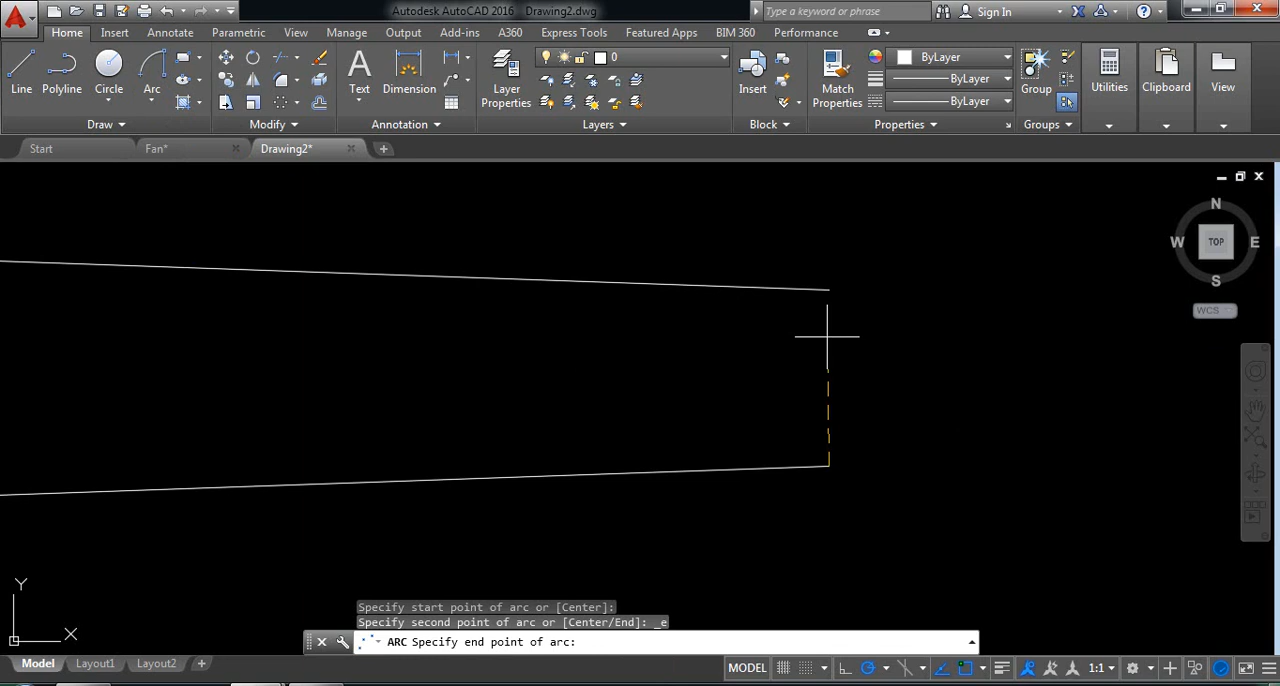 Autodesk AutoCAD 2016 Drawing2.dwg
Type a keyword or phrase
Sign In
Home Insert Annotate Parametric View Manage Output Add-ins A360 Express Tools Featured Apps BIM 360 Performance
Line Polyline Circle Arc
Text Dimension
Layer Properties
0
Insert
Match Properties
ByLayer
ByLayer
ByLayer
Group
Utilities Clipboard View
Draw Modify Annotation Layers Block Properties Groups
Start Fan* Drawing2* +
N
W TOP E
S
WCS
Y
X
Specify start point of arc or [Center]:
Specify second point of arc or [Center/End]: _e
ARC Specify end point of arc:
Model Layout1 Layout2 +
MODEL 1:1